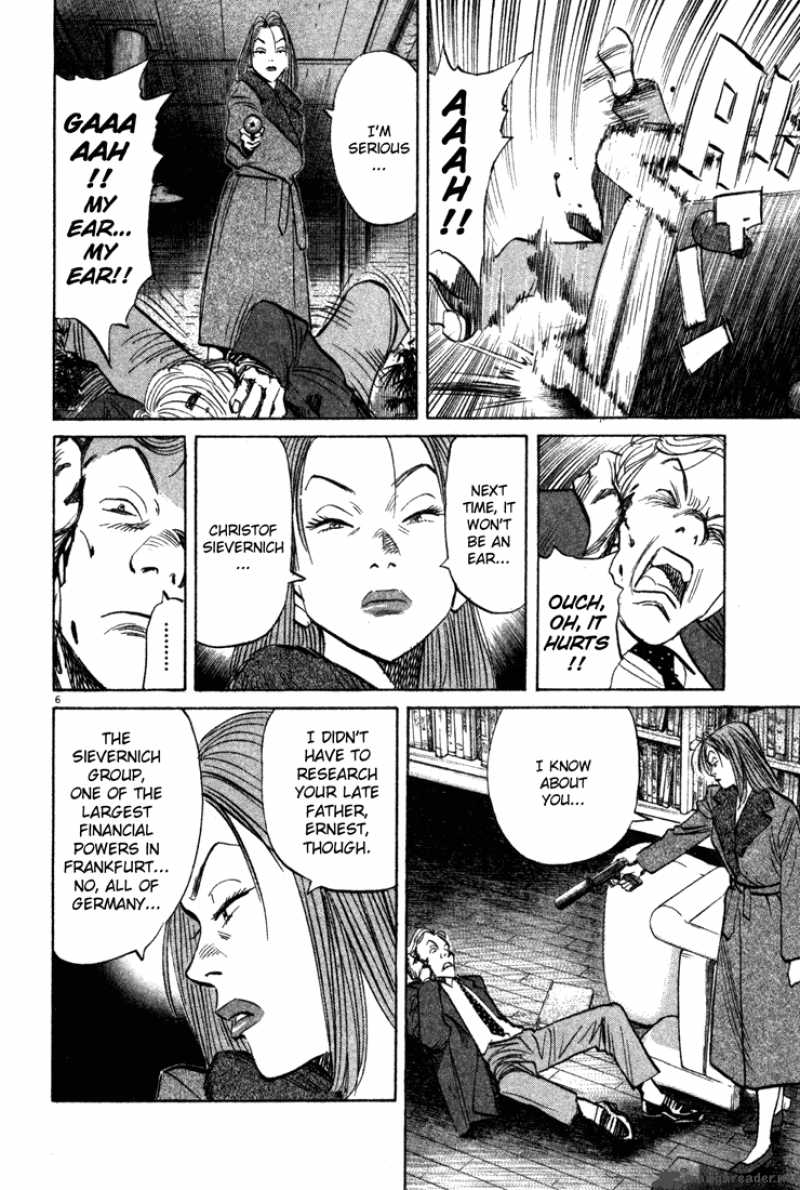 AAAH!!
I'M
SERIOUS
...
GAAA
AAH
!!
MY
EAR...
MY
EAR!!
OUCH,
OH, IT
HURTS
!!
NEXT
TIME, IT
WON'T
BE AN
EAR...
CHRISTOF
SIEVERNICH
...
.........
6
I KNOW
ABOUT
YOU...
I DIDN'T
HAVE TO
RESEARCH
YOUR LATE
FATHER,
ERNEST,
THOUGH.
THE
SIEVERNICH
GROUP,
ONE OF THE
LARGEST
FINANCIAL
POWERS IN
FRANKFURT...
NO, ALL OF
GERMANY...